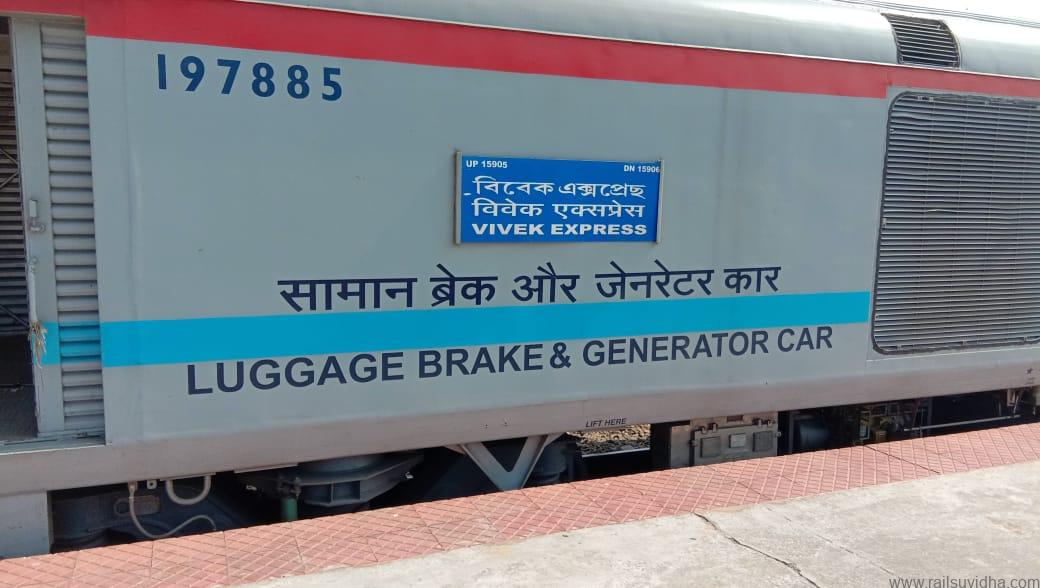 197885
UP 15905 DN 15906
বিবেক এক্সপ্ৰেছ
विवेक एक्सप्रेस
VIVEK EXPRESS
सामान ब्रेक और जेनरेटर कार
LUGGAGE BRAKE & GENERATOR CAR
LIFT HERE
www.railsuvidha.com